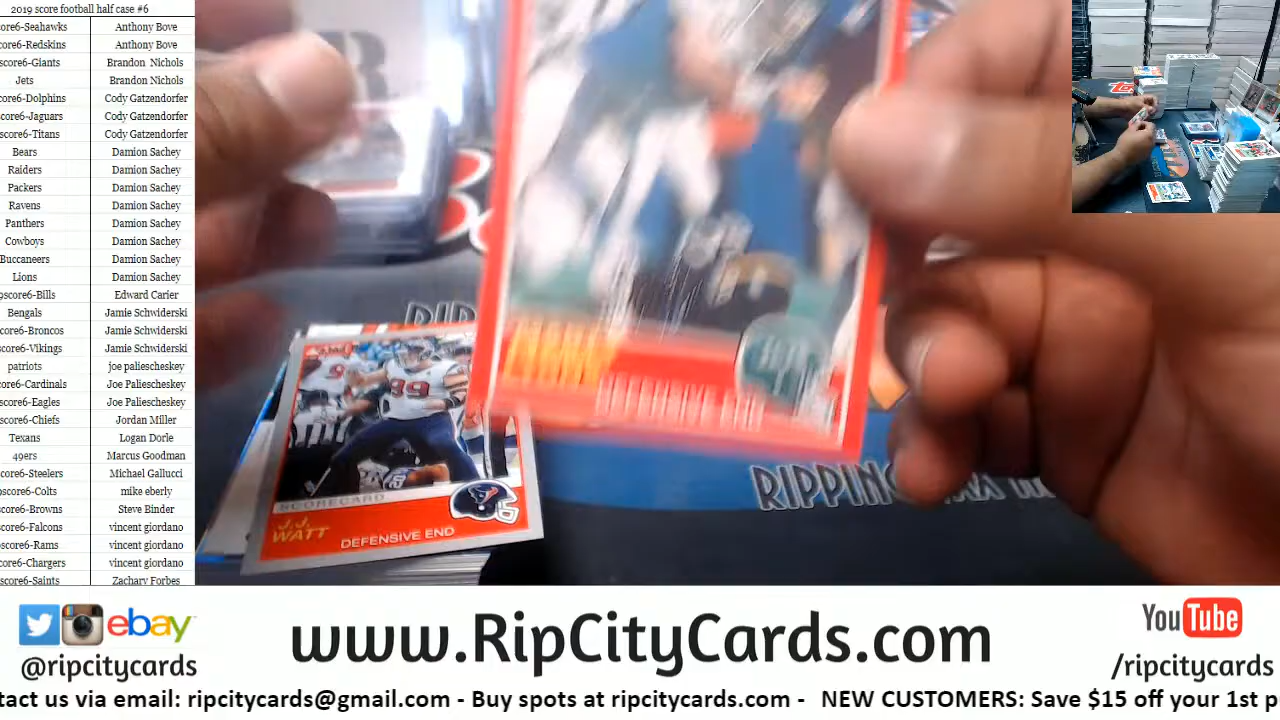 2019 score football half case #6
core6-Seahawks Anthony Bove
core6-Redskins Anthony Bove
score6-Giants Brandon Nichols
Jets Brandon Nichols
score6-Dolphins Cody Gatzendorfer
score6-Jaguars Cody Gatzendorfer
score6-Titans Cody Gatzendorfer
Bears Damion Sachey
Raiders Damion Sachey
Packers Damion Sachey
Ravens Damion Sachey
Panthers Damion Sachey
Cowboys Damion Sachey
Buccaneers Damion Sachey
Lions Damion Sachey
9score6-Bills Edward Carier
Bengals Jamie Schwiderski
core6-Broncos Jamie Schwiderski
score6-Vikings Jamie Schwiderski
patriots joe paliescheskey
score6-Cardinals Joe Paliescheskey
score6-Eagles Joe Paliescheskey
score6-Chiefs Jordan Miller
Texans Logan Dorle
49ers Marcus Goodman
score6-Steelers Michael Gallucci
score6-Colts mike eberly
score6-Browns Steve Binder
score6-Falcons vincent giordano
score6-Rams vincent giordano
core6-Chargers vincent giordano
score6-Saints Zachary Forbes
RIP
RIPPIN
99
SCORECARD
J.J. WATT
DEFENSIVE END
ebay
@ripcitycards
www.RipCityCards.com
YouTube
/ripcitycards
tact us via email: ripcitycards@gmail.com - Buy spots at ripcitycards.com - NEW CUSTOMERS: Save $15 off your 1st p